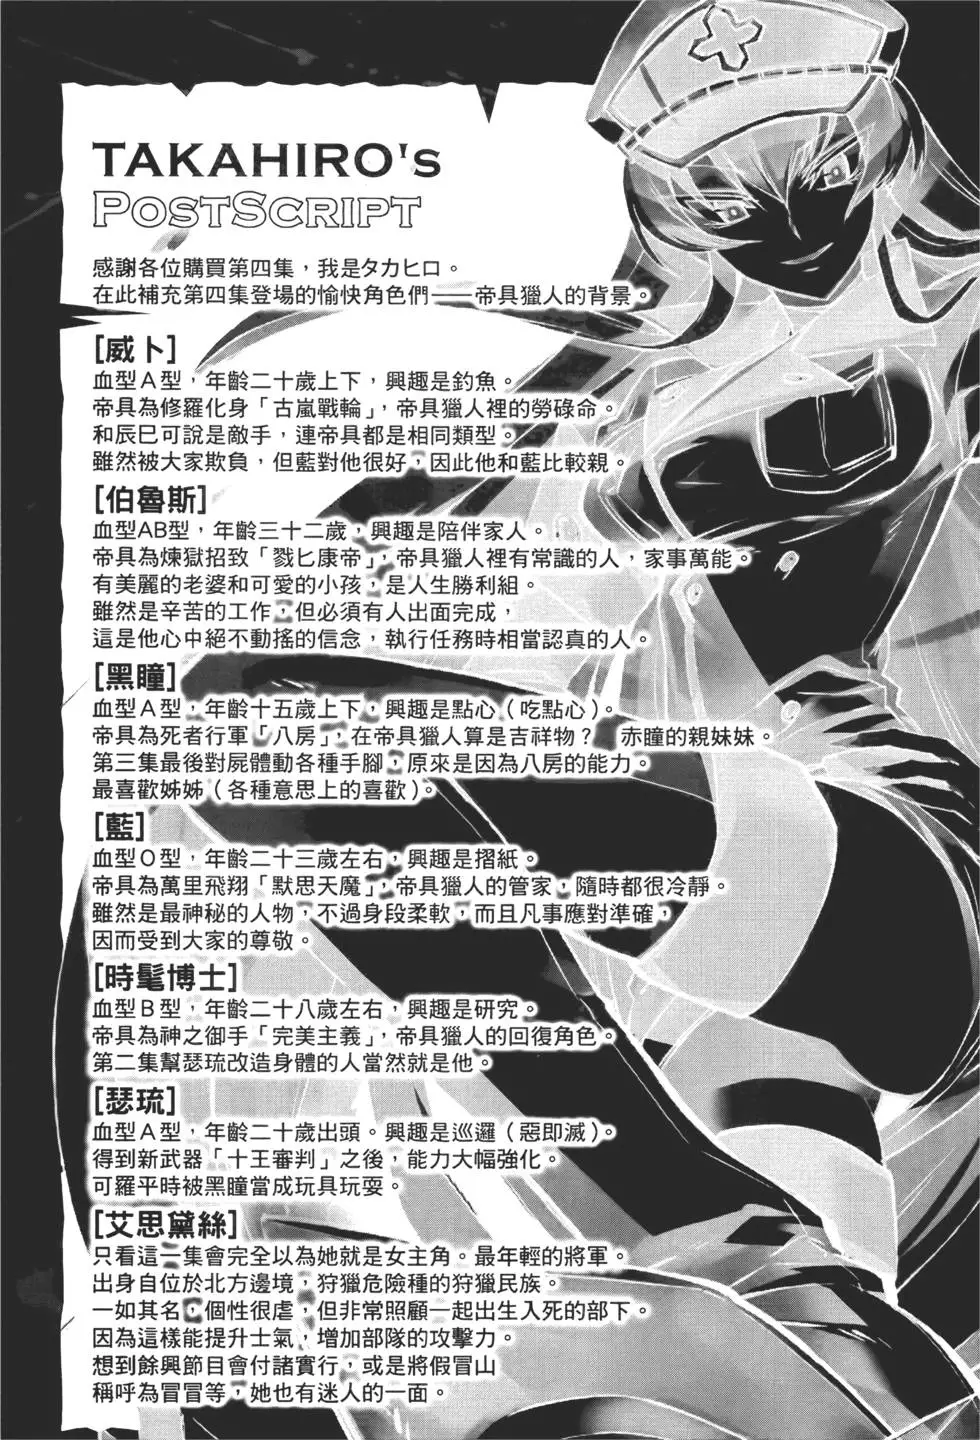 TAKAHIRO's
POSTSCRIPT
感謝各位購買第四集，我是タカヒロ。
在此補充第四集登場的愉快角色們——帝具獵人的背景。
[威卜]
血型A型，年齡二十歲上下，興趣是釣魚。
帝具為修羅化身「古嵐戰輪」，帝具獵人裡的勞碌命。
和辰巳可說是敵手，連帝具都是相同類型。
雖然被大家欺負，但藍對他很好，因此他和藍比較親。
[伯魯斯]
血型AB型，年齡三十二歲，興趣是陪伴家人。
帝具為煉獄招致「戮匕康帝」，帝具獵人裡有常識的人，家事萬能。
有美麗的老婆和可愛的小孩，是人生勝利組。
雖然是辛苦的工作，但必須有人出面完成，
這是他心中絕不動搖的信念，執行任務時相當認真的人。
[黑瞳]
血型A型，年齡十五歲上下，興趣是點心（吃點心）。
帝具為死者行軍「八房」，在帝具獵人算是吉祥物？　赤瞳的親妹妹。
第三集最後對屍體動各種手腳，原來是因為八房的能力。
最喜歡姊姊（各種意思上的喜歡）。
[藍]
血型O型，年齡二十三歲左右，興趣是摺紙。
帝具為萬里飛翔「默思天魔」，帝具獵人的管家，隨時都很冷靜。
雖然是最神秘的人物，不過身段柔軟，而且凡事應對準確，
因而受到大家的尊敬。
[時髦博士]
血型B型，年齡二十八歲左右，興趣是研究。
帝具為神之御手「完美主義」，帝具獵人的回復角色。
第二集幫瑟琉改造身體的人當然就是他。
[瑟琉]
血型A型，年齡二十歲出頭。興趣是巡邏（惡即滅）。
得到新武器「十王審判」之後，能力大幅強化。
可羅平時被黑瞳當成玩具玩耍。
[艾思黛絲]
只看這一集會完全以為她就是女主角。最年輕的將軍。
出身自位於北方邊境，狩獵危險種的狩獵民族。
一如其名，個性很虐，但非常照顧一起出生入死的部下。
因為這樣能提升士氣，增加部隊的攻擊力。
想到餘興節目會付諸實行，或是將假冒山
稱呼為冒冒等，她也有迷人的一面。